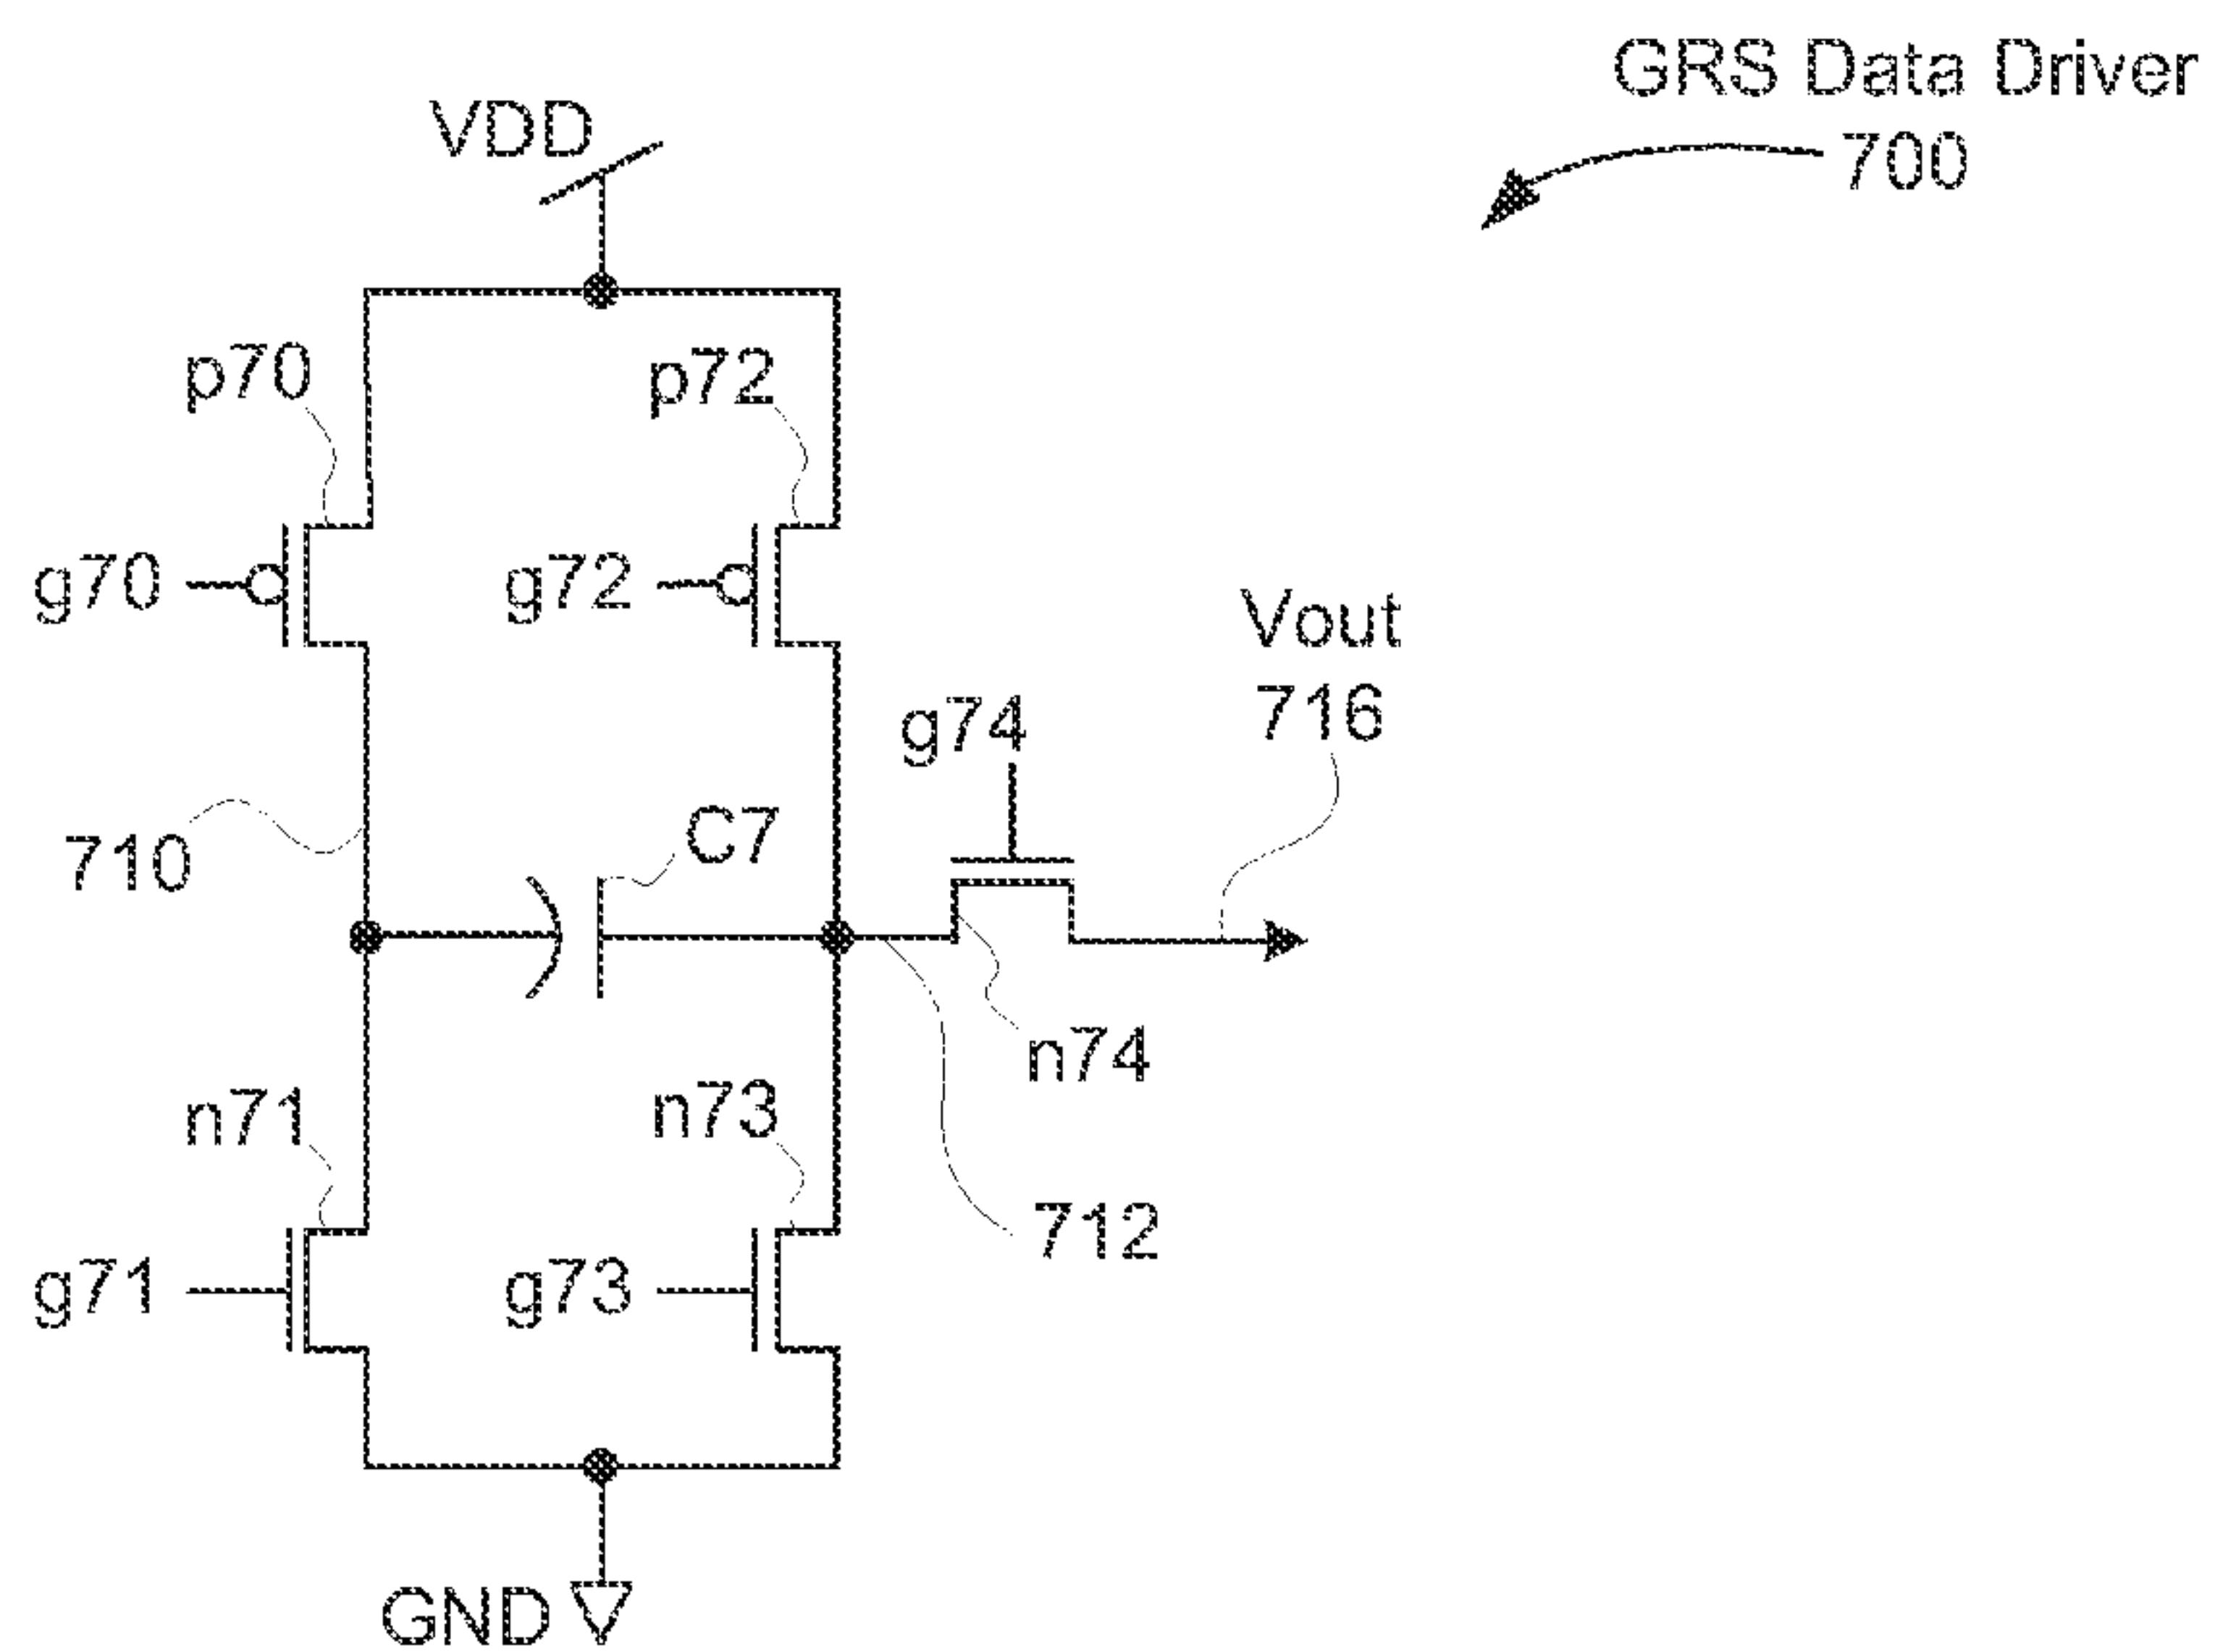 GRS Data Driver
700
VDD
p70
p72
g70
g72
Vout
716
g74
710
C7
n74
n71
n73
712
g71
g73
GND